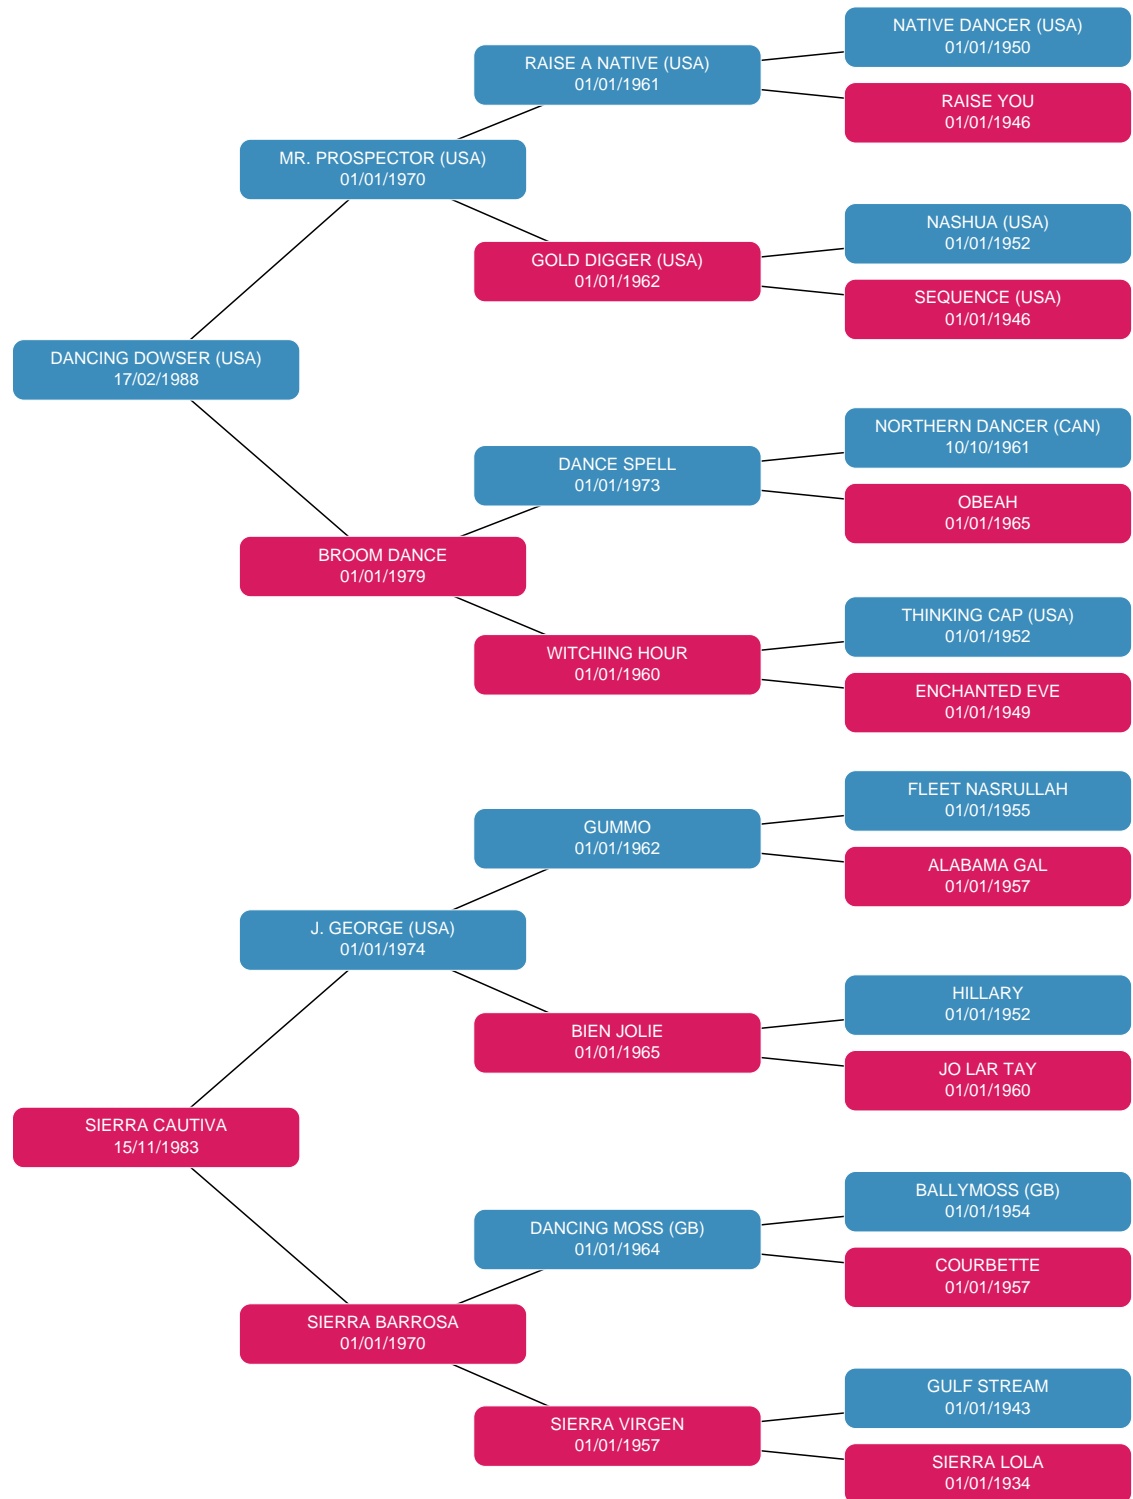 NATIVE DANCER (USA)
01/01/1950
RAISE A NATIVE (USA)
01/01/1961
RAISE YOU
01/01/1946
MR. PROSPECTOR (USA)
01/01/1970
NASHUA (USA)
01/01/1952
GOLD DIGGER (USA)
01/01/1962
SEQUENCE (USA)
01/01/1946
DANCING DOWSER (USA)
17/02/1988
NORTHERN DANCER (CAN)
10/10/1961
DANCE SPELL
01/01/1973
OBEAH
01/01/1965
BROOM DANCE
01/01/1979
THINKING CAP (USA)
01/01/1952
WITCHING HOUR
01/01/1960
ENCHANTED EVE
01/01/1949
FLEET NASRULLAH
01/01/1955
GUMMO
01/01/1962
ALABAMA GAL
01/01/1957
J. GEORGE (USA)
01/01/1974
HILLARY
01/01/1952
BIEN JOLIE
01/01/1965
JO LAR TAY
01/01/1960
SIERRA CAUTIVA
15/11/1983
BALLYMOSS (GB)
01/01/1954
DANCING MOSS (GB)
01/01/1964
COURBETTE
01/01/1957
SIERRA BARROSA
01/01/1970
GULF STREAM
01/01/1943
SIERRA VIRGEN
01/01/1957
SIERRA LOLA
01/01/1934